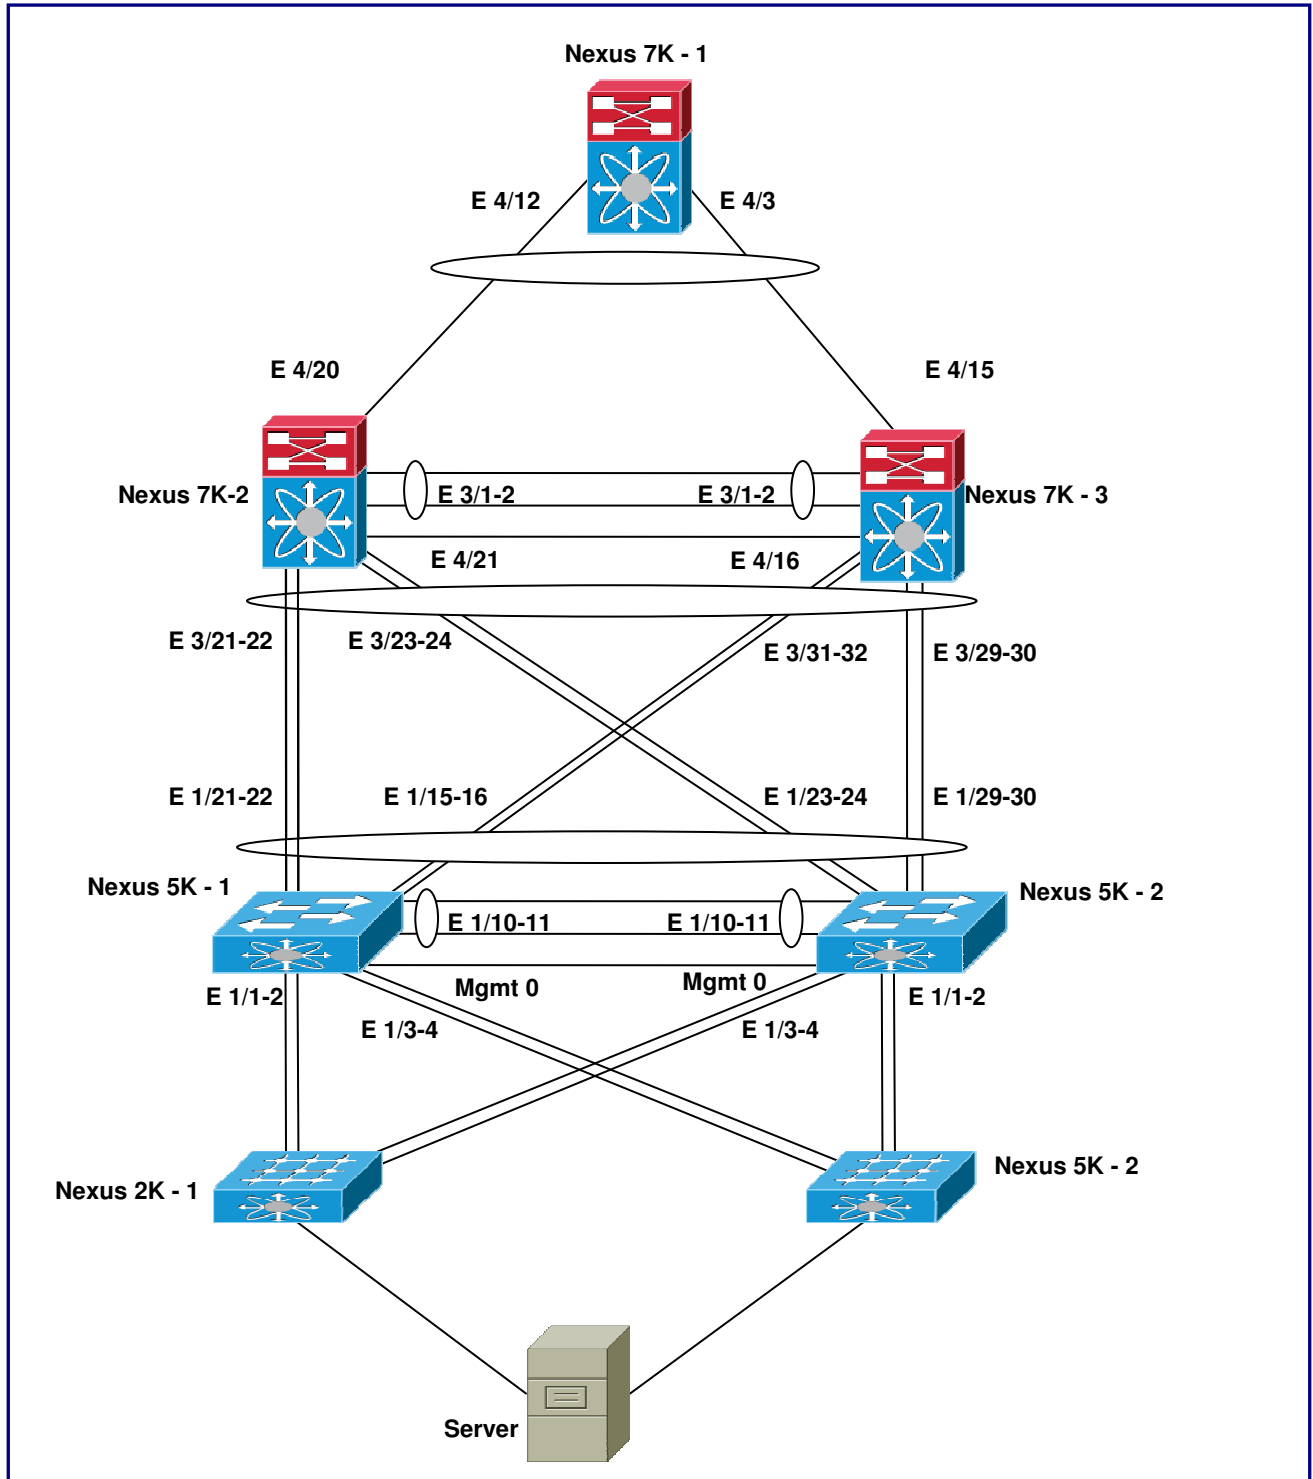 Nexus 7K - 1
E 4/12
E 4/3
E 4/20
E 4/15
Nexus 7K-2
E 3/1-2
E 3/1-2
Nexus 7K - 3
E 4/21
E 4/16
E 3/21-22
E 3/23-24
E 3/31-32
E 3/29-30
E 1/21-22
E 1/15-16
E 1/23-24
E 1/29-30
Nexus 5K - 1
Nexus 5K - 2
E 1/10-11
E 1/10-11
Mgmt 0
Mgmt 0
E 1/1-2
E 1/1-2
E 1/3-4
E 1/3-4
Nexus 2K - 1
Nexus 5K - 2
Server